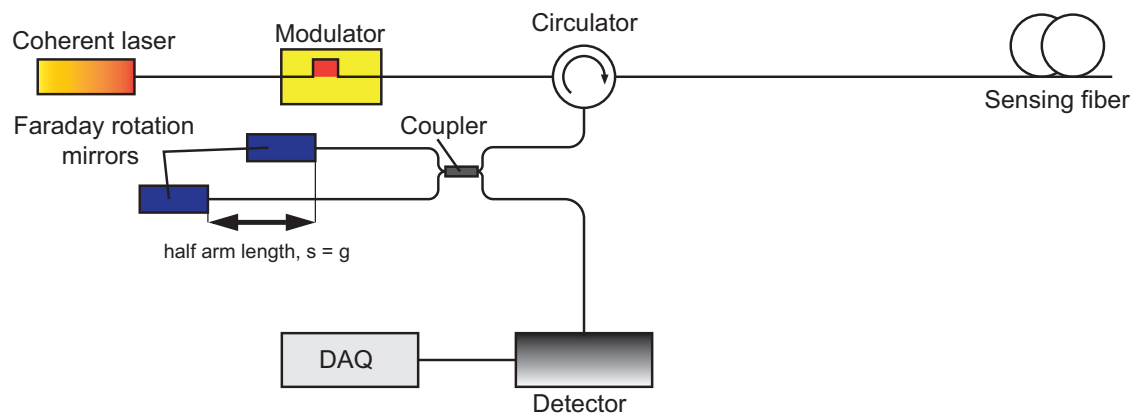 Coherent laser
Modulator
Circulator
Sensing fiber
Faraday rotation
mirrors
Coupler
half arm length, s = g
DAQ
Detector